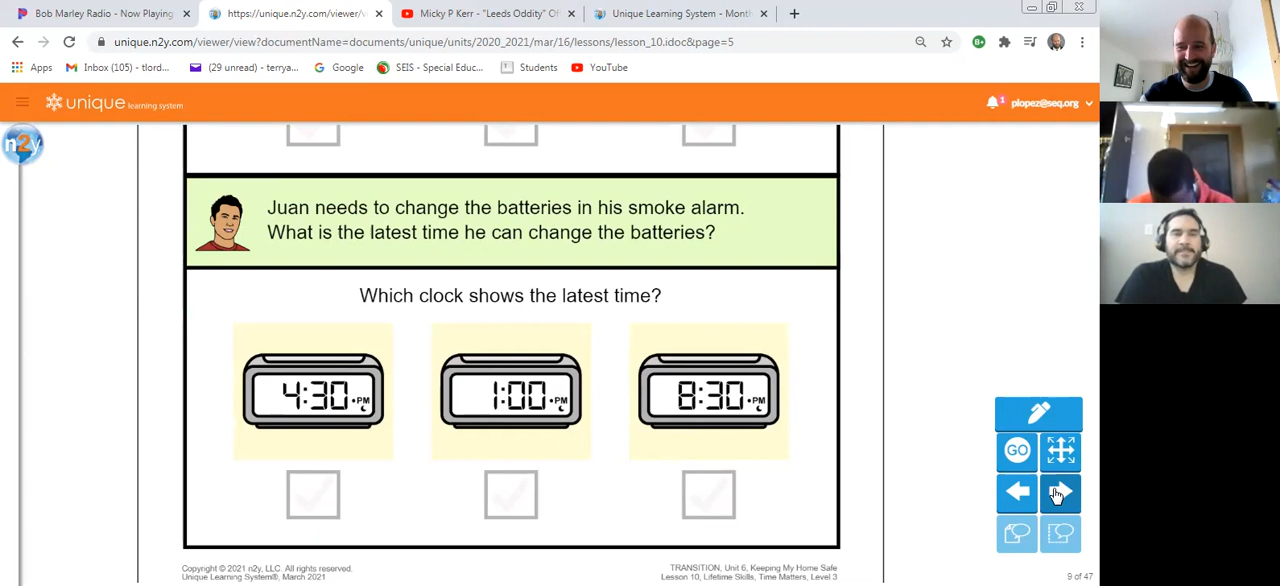 Bob Marley Radio - Now Playing
https://unique.n2y.com/viewer/v
Micky P Kerr - "Leeds Oddity" Of
Unique Learning System - Month
unique.n2y.com/viewer/view?documentName=documents/unique/units/2020_2021/mar/16/lessons/lesson_10.idoc&page=5
Apps
Inbox (105) - tlord...
(29 unread) - terrya...
Google
SEIS - Special Educ...
Students
YouTube
unique learning system
1
plopez@seq.org
n2y
Juan needs to change the batteries in his smoke alarm.
What is the latest time he can change the batteries?
Which clock shows the latest time?
4:30 PM
1:00 PM
8:30 PM
GO
Copyright © 2021 n2y, LLC. All rights reserved.
Unique Learning System®, March 2021
TRANSITION, Unit 6, Keeping My Home Safe
Lesson 10, Lifetime Skills, Time Matters, Level 3
9 of 47